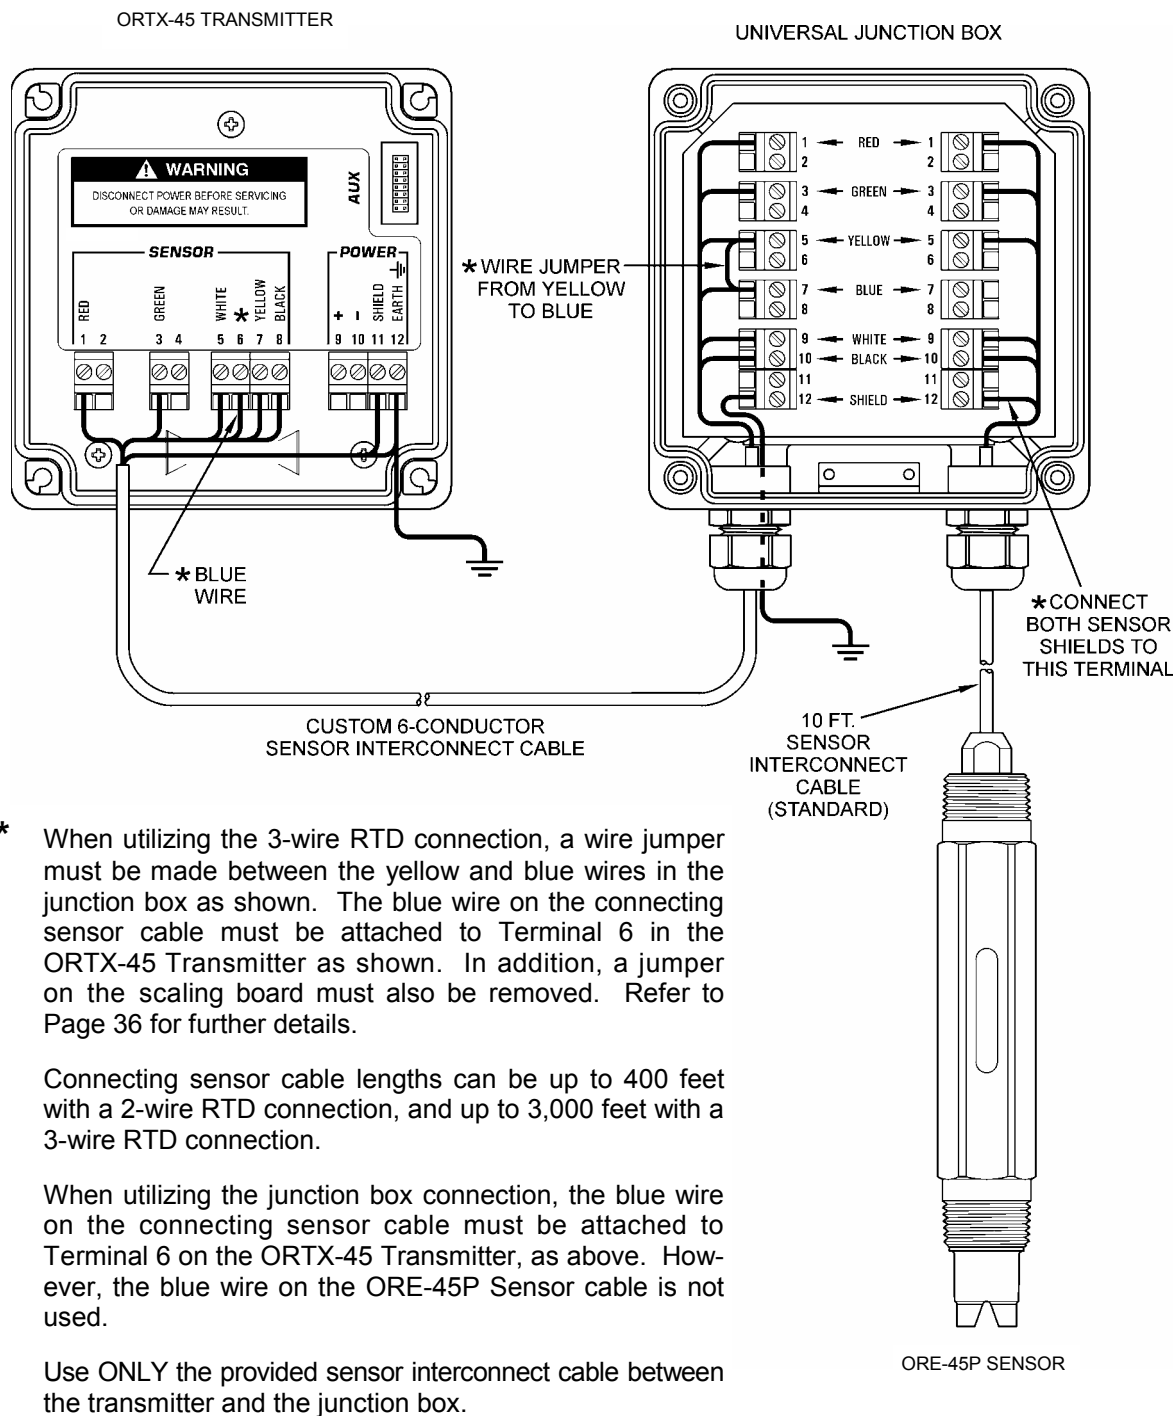 ORTX-45 TRANSMITTER
UNIVERSAL JUNCTION BOX
WARNING
DISCONNECT POWER BEFORE SERVICING
OR DAMAGE MAY RESULT.
AUX
SENSOR
POWER
RED
GREEN
WHITE
*
YELLOW
BLACK
+
–
SHIELD
EARTH
1 2 3 4 5 6 7 8 9 10 11 12
1 RED 1
2 2
3 GREEN 3
4 4
5 YELLOW 5
6 6
7 BLUE 7
8 8
9 WHITE 9
10 BLACK 10
11 11
12 SHIELD 12
* WIRE JUMPER
FROM YELLOW
TO BLUE
* BLUE
WIRE
* CONNECT
BOTH SENSOR
SHIELDS TO
THIS TERMINAL
CUSTOM 6-CONDUCTOR
SENSOR INTERCONNECT CABLE
10 FT.
SENSOR
INTERCONNECT
CABLE
(STANDARD)
* When utilizing the 3-wire RTD connection, a wire jumper
must be made between the yellow and blue wires in the
junction box as shown. The blue wire on the connecting
sensor cable must be attached to Terminal 6 in the
ORTX-45 Transmitter as shown. In addition, a jumper
on the scaling board must also be removed. Refer to
Page 36 for further details.
Connecting sensor cable lengths can be up to 400 feet
with a 2-wire RTD connection, and up to 3,000 feet with a
3-wire RTD connection.
When utilizing the junction box connection, the blue wire
on the connecting sensor cable must be attached to
Terminal 6 on the ORTX-45 Transmitter, as above. How-
ever, the blue wire on the ORE-45P Sensor cable is not
used.
Use ONLY the provided sensor interconnect cable between
the transmitter and the junction box.
ORE-45P SENSOR